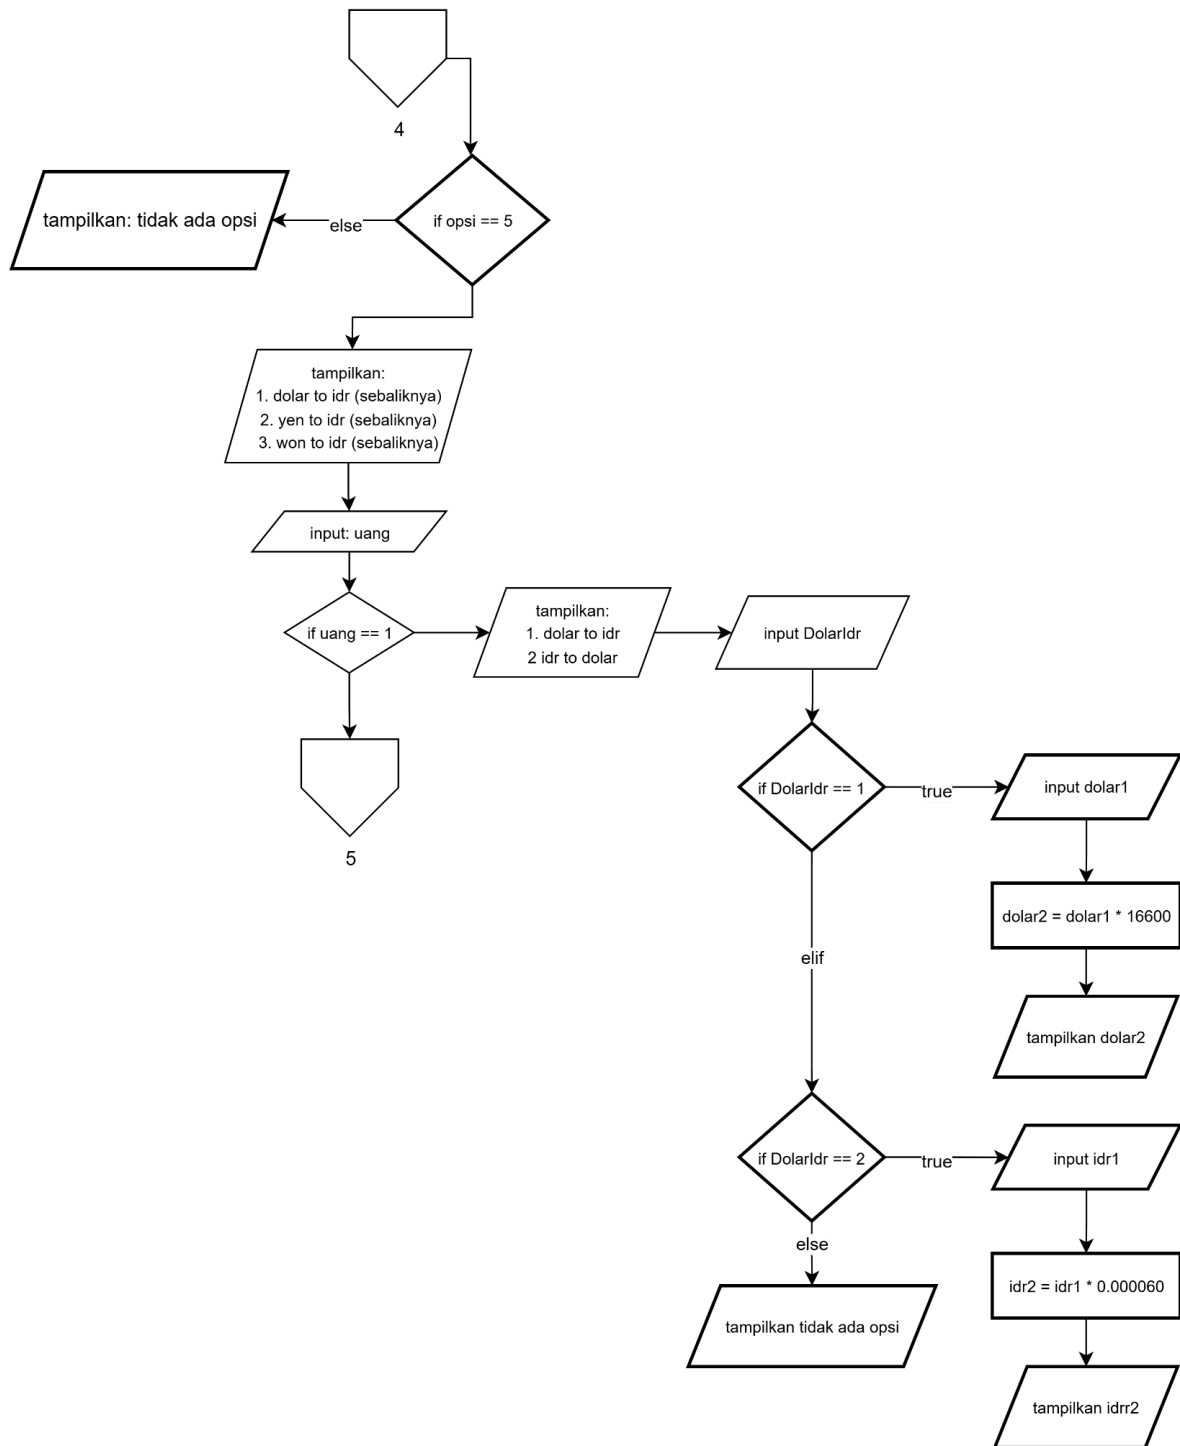 4
if opsi == 5
else
tampilkan: tidak ada opsi
tampilkan:
1. dolar to idr (sebaliknya)
2. yen to idr (sebaliknya)
3. won to idr (sebaliknya)
input: uang
if uang == 1
tampilkan:
1. dolar to idr
2 idr to dolar
input DolarIdr
5
if DolarIdr == 1
true
input dolar1
dolar2 = dolar1 * 16600
tampilkan dolar2
elif
if DolarIdr == 2
true
input idr1
idr2 = idr1 * 0.000060
tampilkan idrr2
else
tampilkan tidak ada opsi